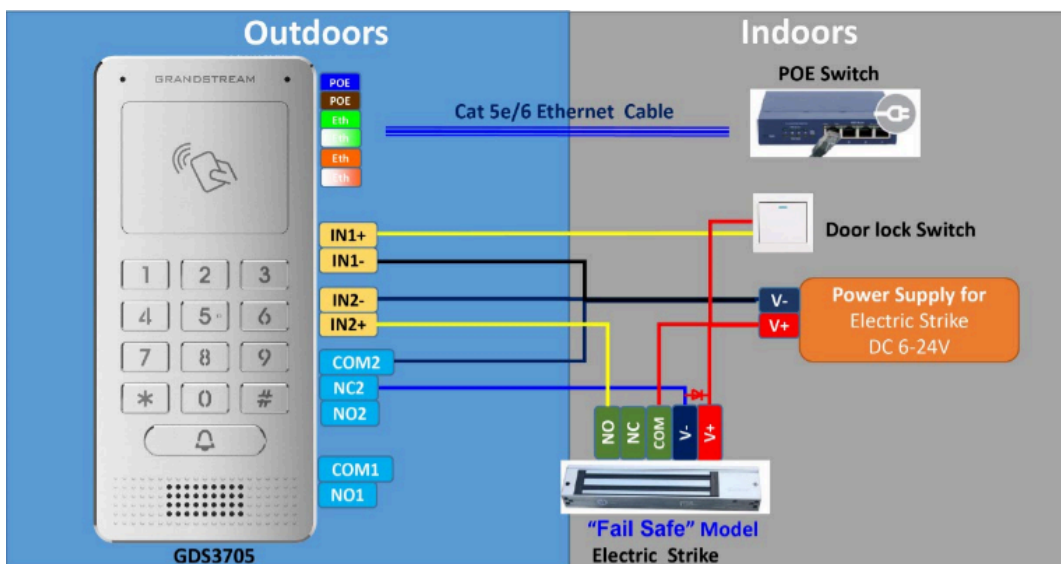 Outdoors
Indoors
GRANDSTREAM
POE
POE
Eth
Eth
Eth
Eth
Cat 5e/6 Ethernet Cable
POE Switch
IN1+
IN1-
IN2-
IN2+
COM2
NC2
NO2
COM1
NO1
1 2 3
4 5 6
7 8 9
* 0 #
GDS3705
Door lock Switch
V-
V+
Power Supply for
Electric Strike
DC 6-24V
NO
NC
COM
V-
V+
“Fail Safe” Model
Electric Strike